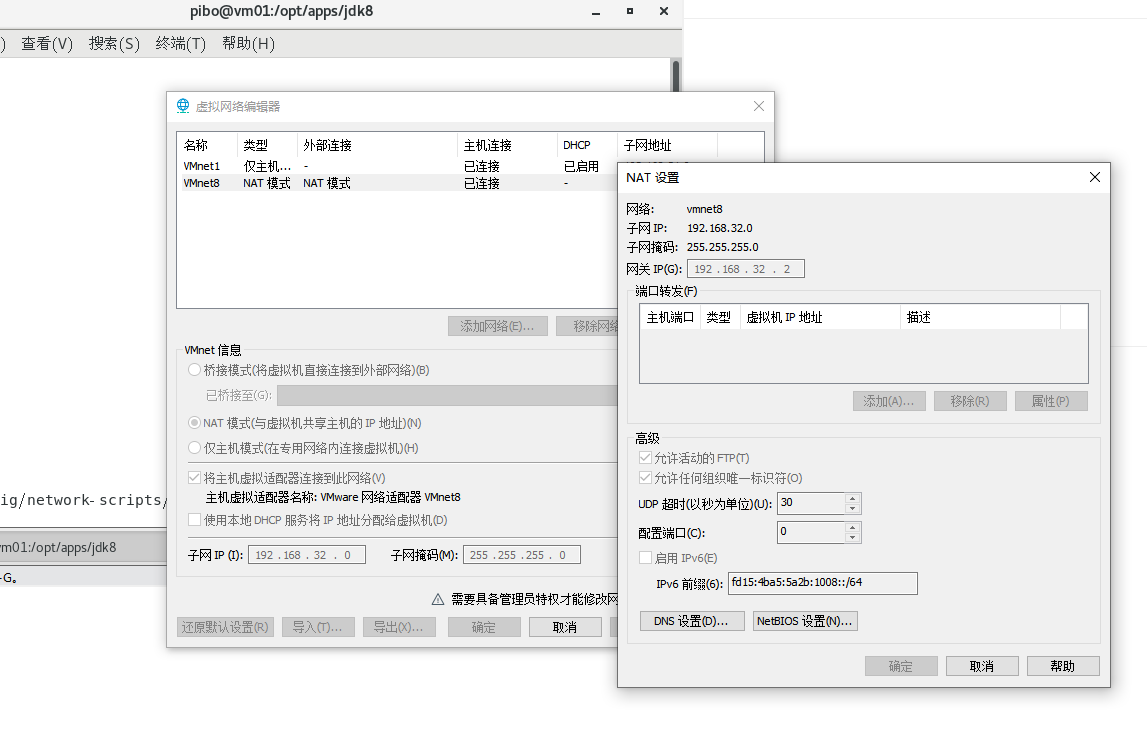 pibo@vm01:/opt/apps/jdk8
) 查看(V) 搜索(S) 终端(T) 帮助(H)
虚拟网络编辑器
名称 类型 外部连接 主机连接 DHCP 子网地址
VMnet1 仅主机... - 已连接 已启用
VMnet8 NAT 模式 NAT 模式 已连接 -
添加网络(E)... 移除网络
VMnet 信息
桥接模式(将虚拟机直接连接到外部网络)(B)
已桥接至(G):
NAT 模式(与虚拟机共享主机的 IP 地址)(N)
仅主机模式(在专用网络内连接虚拟机)(H)
将主机虚拟适配器连接到此网络(V)
主机虚拟适配器名称: VMware 网络适配器 VMnet8
使用本地 DHCP 服务将 IP 地址分配给虚拟机(D)
子网 IP (I): 192 . 168 . 32 . 0 子网掩码(M): 255 . 255 . 255 . 0
需要具备管理员特权才能修改网
还原默认设置(R) 导入(T)... 导出(X)... 确定 取消
ig/network-scripts/
vm01:/opt/apps/jdk8
-G。
NAT 设置
网络: vmnet8
子网 IP: 192.168.32.0
子网掩码: 255.255.255.0
网关 IP(G): 192 . 168 . 32 . 2
端口转发(F)
主机端口 类型 虚拟机 IP 地址 描述
添加(A)... 移除(R) 属性(P)
高级
允许活动的 FTP(T)
允许任何组织唯一标识符(O)
UDP 超时(以秒为单位)(U): 30
配置端口(C): 0
启用 IPv6(E)
IPv6 前缀(6): fd15:4ba5:5a2b:1008::/64
DNS 设置(D)... NetBIOS 设置(N)...
确定 取消 帮助